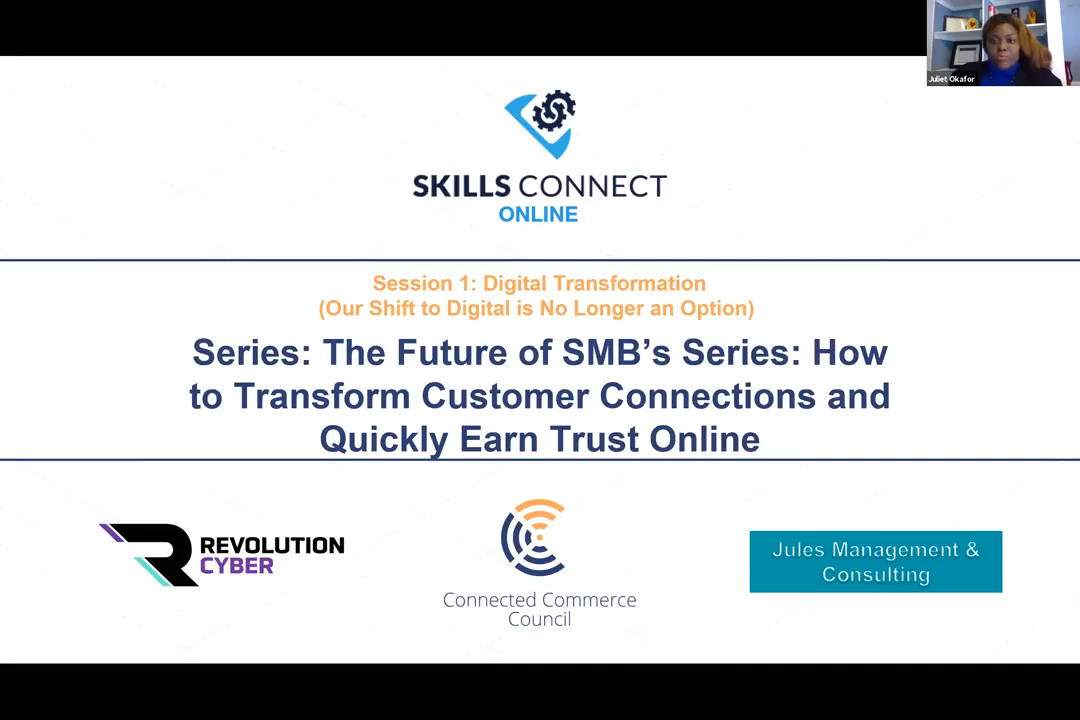 Juliet Okafor
SKILLS CONNECT
ONLINE
Session 1: Digital Transformation
(Our Shift to Digital is No Longer an Option)
Series: The Future of SMB’s Series: How
to Transform Customer Connections and
Quickly Earn Trust Online
REVOLUTION
CYBER
Connected Commerce
Council
Jules Management &
Consulting